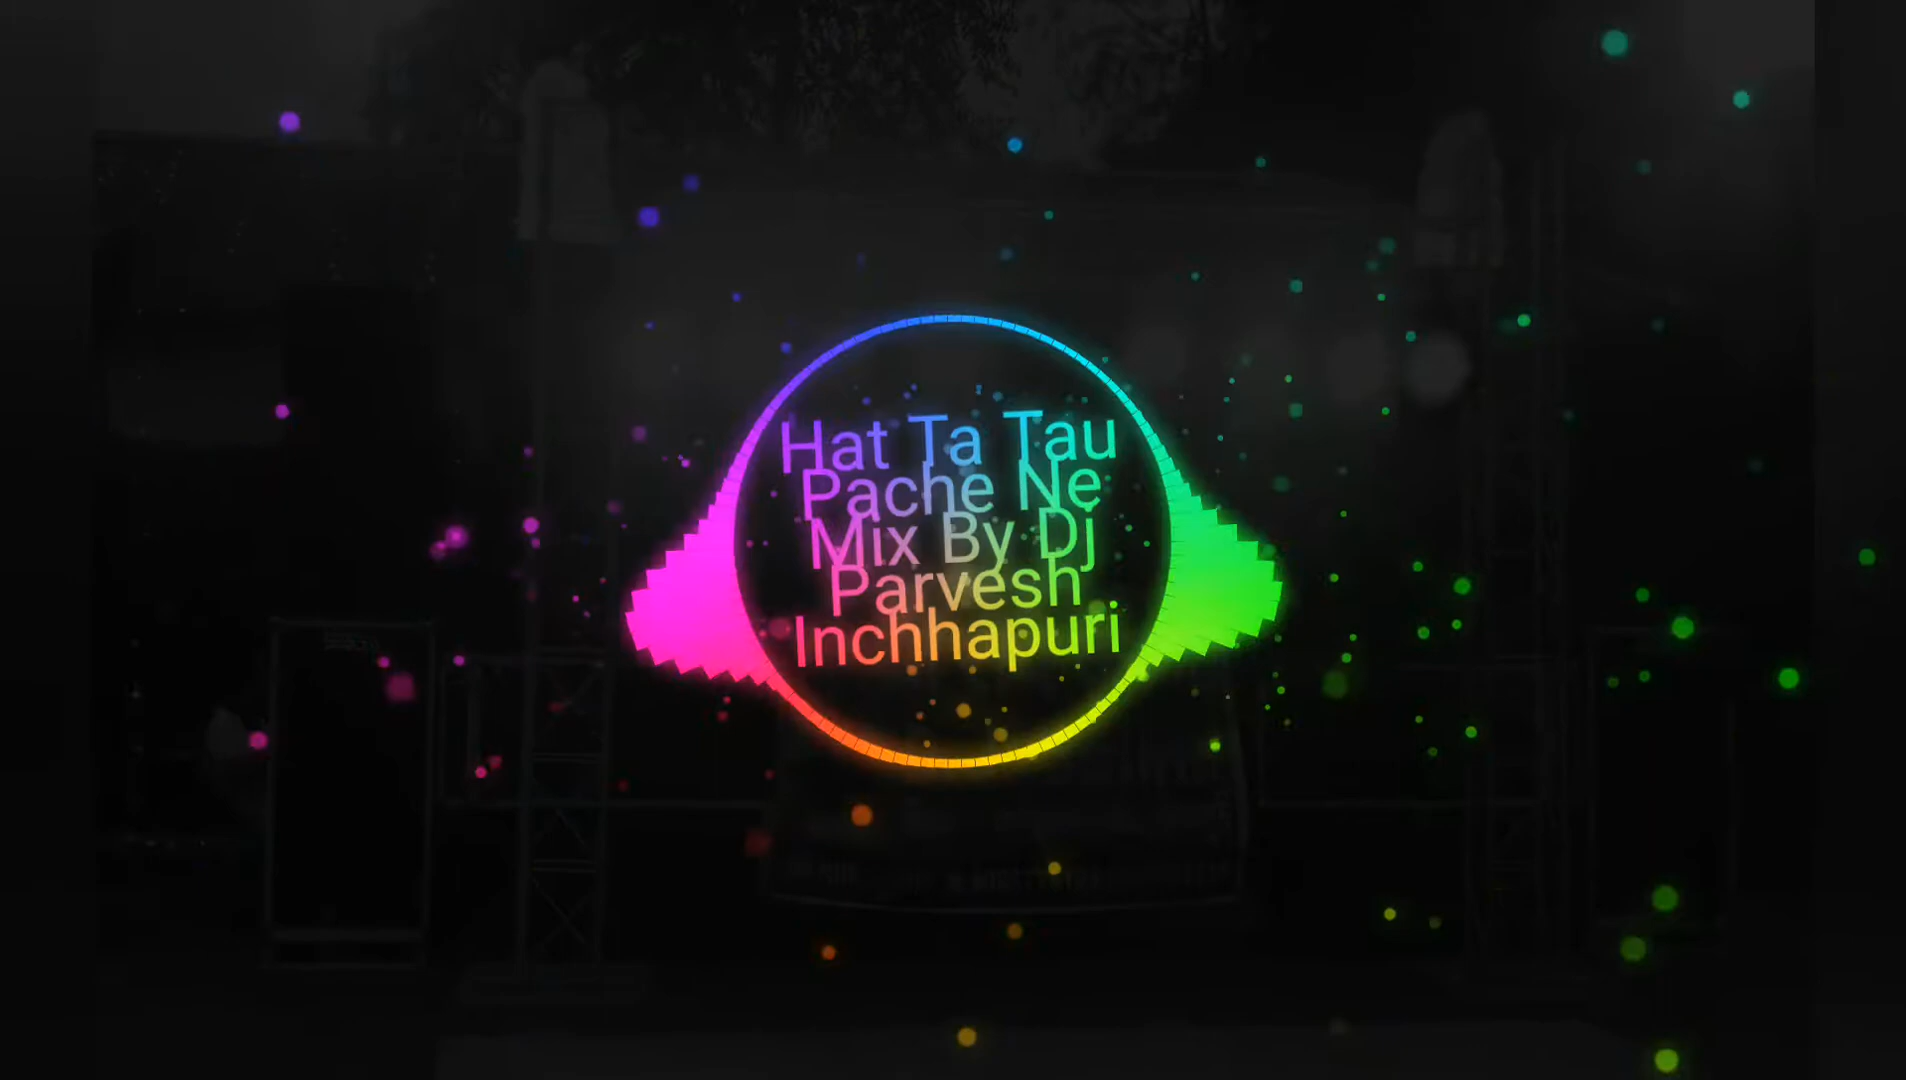 Hat Ta Tau
Pache Ne
Mix By Dj
Parvesh
Inchhapuri